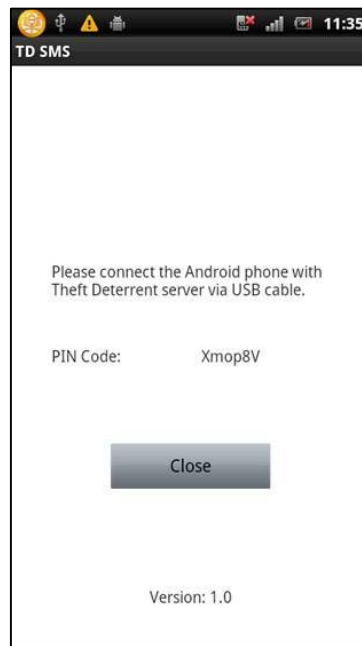 11:35
TD SMS
Please connect the Android phone with
Theft Deterrent server via USB cable.
PIN Code: Xmop8V
Close
Version: 1.0